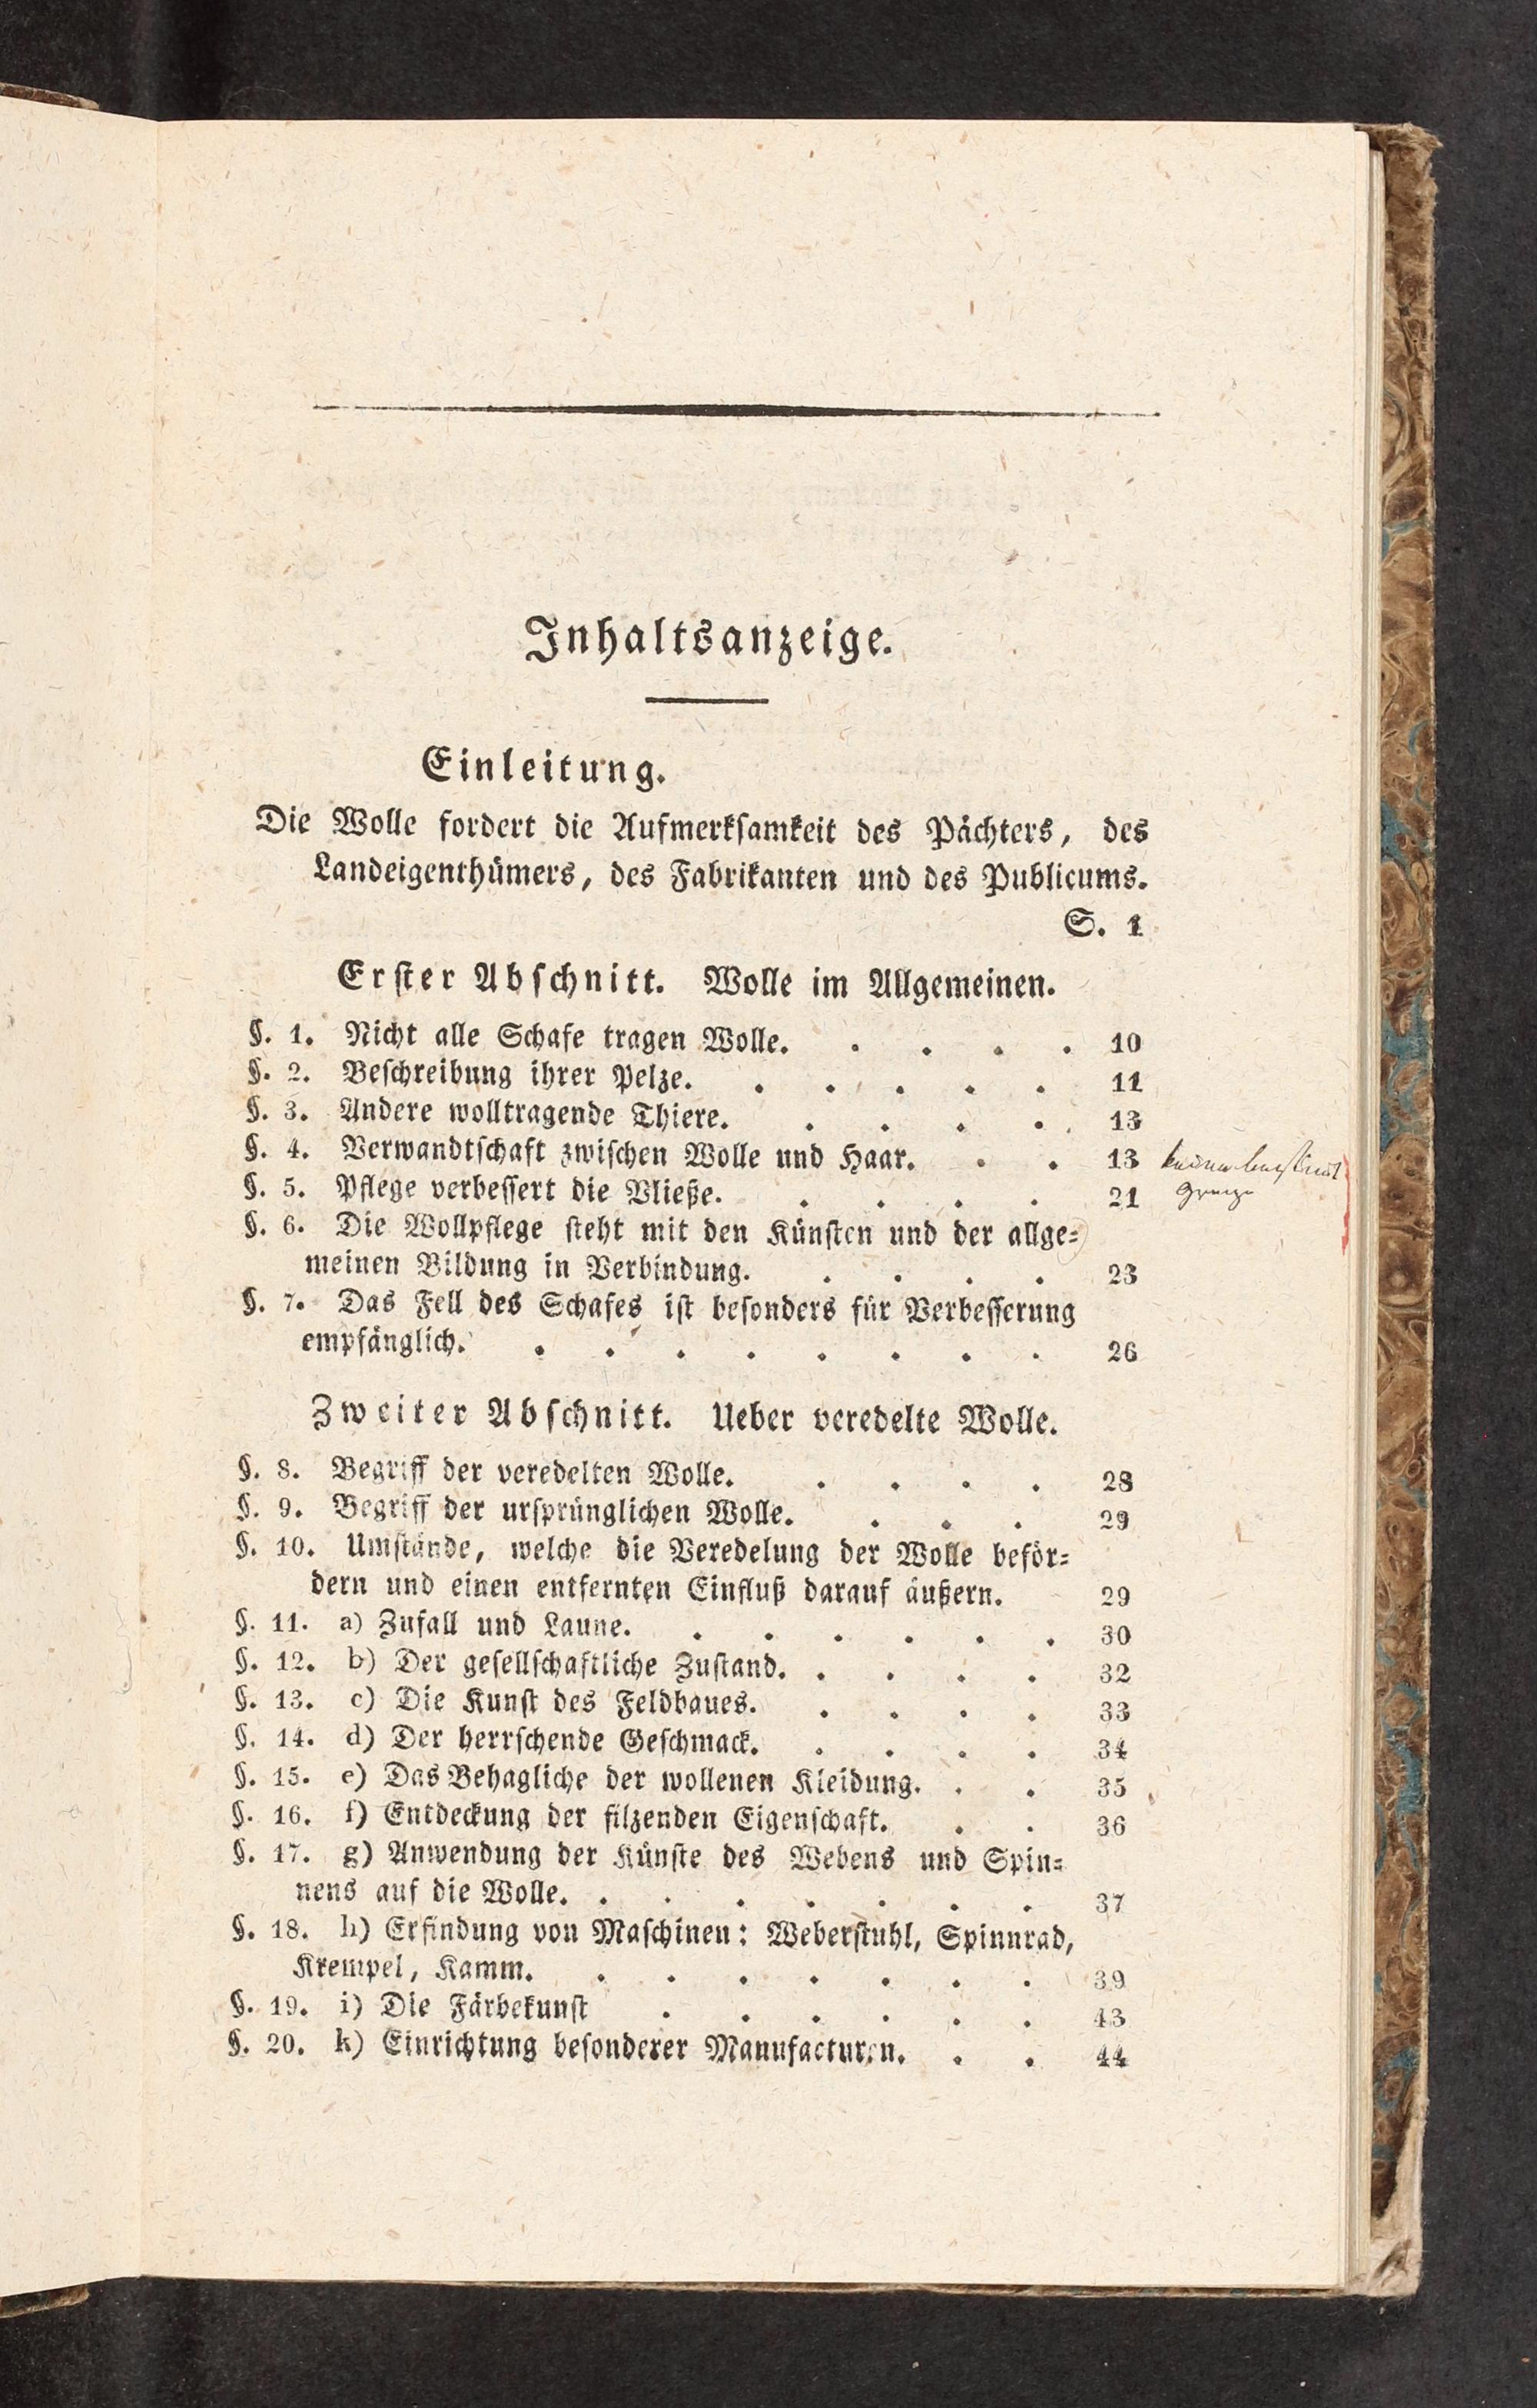 Inhaltsanzeige.
Einleitung.
Die Wolle fordert die Aufmerksamkeit des Pächters, des
Landeigenthümers, des Fabrikanten und des Publicums.
S. 1
Erster Abschnitt. Wolle im Allgemeinen.
§. 1. Nicht alle Schafe tragen Wolle. . . . . 10
§. 2. Beschreibung ihrer Pelze. . . . . . 11
§. 3. Andere wolltragende Thiere. . . . . 13
§. 4. Verwandtschaft zwischen Wolle und Haar. . . 13
§. 5. Pflege verbessert die Vließe. . . . . 21
Grenze
§. 6. Die Wollpflege steht mit den Künsten und der allge-
meinen Bildung in Verbindung. . . . . 23
§. 7. Das Fell des Schafes ist besonders für Verbesserung
empfänglich. . . . . . . . . 26
Zweiter Abschnitt. Ueber veredelte Wolle.
§. 8. Begriff der veredelten Wolle. . . . . 28
§. 9. Begriff der ursprünglichen Wolle. . . . 29
§. 10. Umstände, welche die Veredelung der Wolle beför-
dern und einen entfernten Einfluß darauf äußern. 29
§. 11. a) Zufall und Laune. . . . . . . 30
§. 12. b) Der gesellschaftliche Zustand. . . . . 32
§. 13. c) Die Kunst des Feldbaues. . . . . 33
§. 14. d) Der herrschende Geschmack. . . . . 34
§. 15. e) Das Behagliche der wollenen Kleidung. . . 35
§. 16. f) Entdeckung der filzenden Eigenschaft. . . 36
§. 17. g) Anwendung der Künste des Webens und Spin-
nens auf die Wolle. . . . . . . . 37
§. 18. h) Erfindung von Maschinen: Weberstuhl, Spinnrad,
Krempel, Kamm. . . . . . . . 39
§. 19. i) Die Färbekunst . . . . . . 43
§. 20. k) Einrichtung besonderer Manufacturen. . . 44